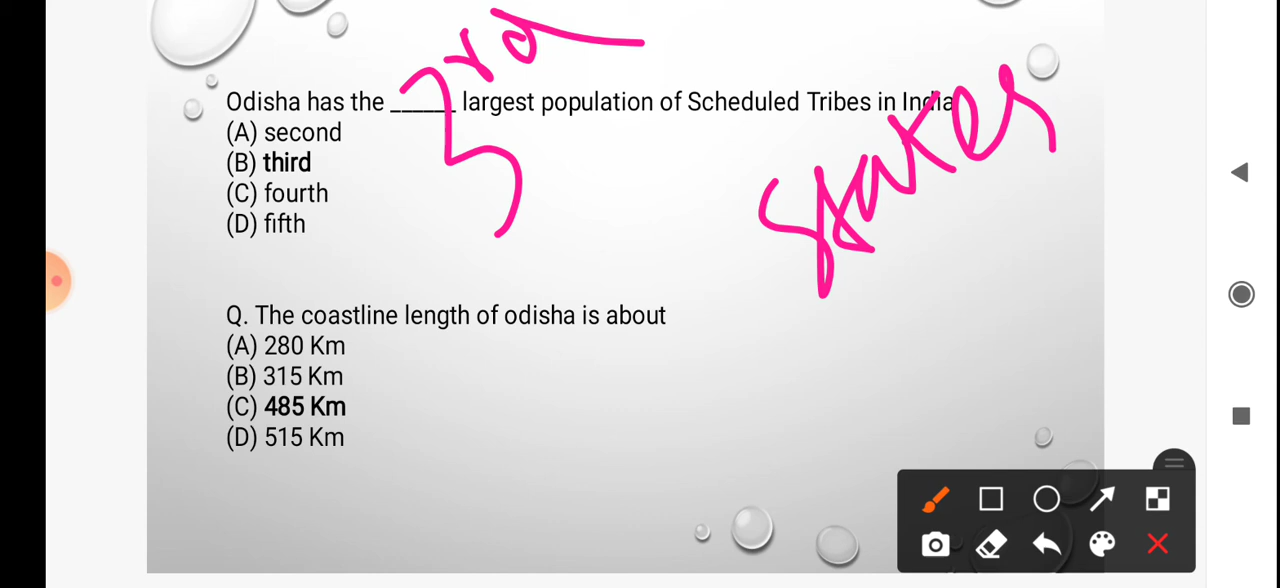 3rd
Odisha has the ______ largest population of Scheduled Tribes in India
(A) second
(B) third
(C) fourth
(D) fifth
States
Q. The coastline length of odisha is about
(A) 280 Km
(B) 315 Km
(C) 485 Km
(D) 515 Km